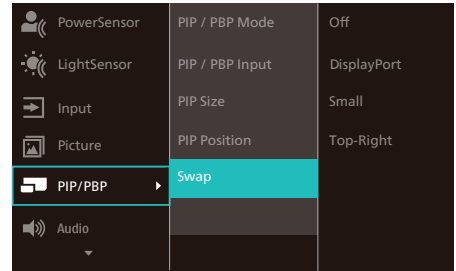 PowerSensor
LightSensor
Input
Picture
PIP/PBP
Audio
PIP / PBP Mode
PIP / PBP Input
PIP Size
PIP Position
Swap
Off
DisplayPort
Small
Top-Right